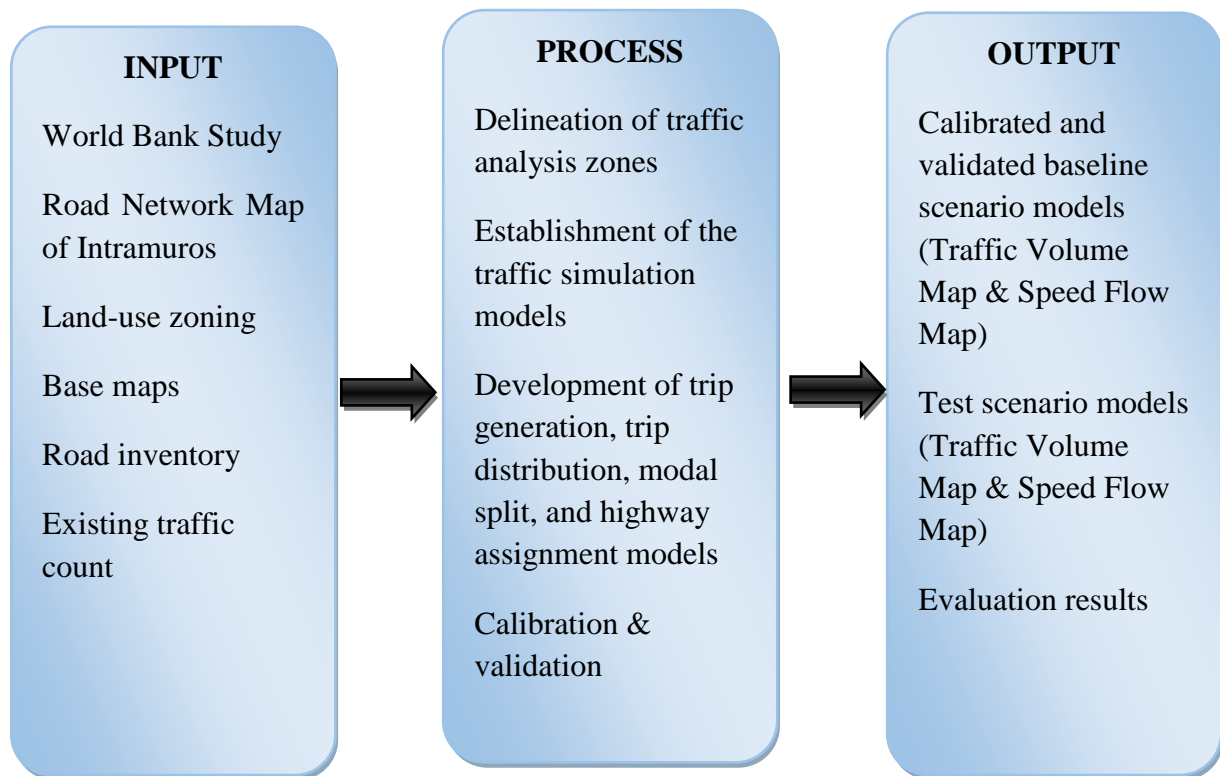 INPUT
World Bank Study
Road Network Map
of Intramuros
Land-use zoning
Base maps
Road inventory
Existing traffic
count
PROCESS
Delineation of traffic
analysis zones
Establishment of the
traffic simulation
models
Development of trip
generation, trip
distribution, modal
split, and highway
assignment models
Calibration &
validation
OUTPUT
Calibrated and
validated baseline
scenario models
(Traffic Volume
Map & Speed Flow
Map)
Test scenario models
(Traffic Volume
Map & Speed Flow
Map)
Evaluation results